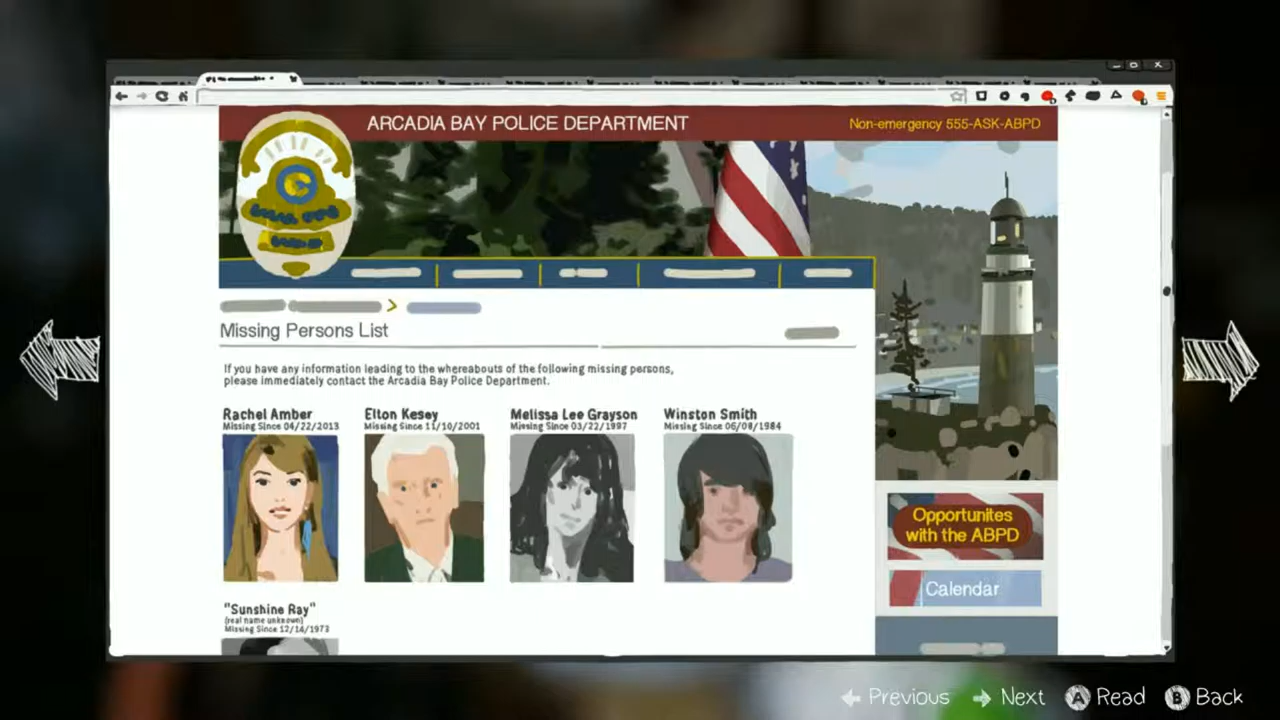 ARCADIA BAY POLICE DEPARTMENT
Non-emergency 555-ASK-ABPD
Missing Persons List
If you have any information leading to the whereabouts of the following missing persons,
please immediately contact the Arcadia Bay Police Department.
Rachel Amber
Missing Since 04/22/2013
Elton Kesey
Missing Since 11/10/2001
Melissa Lee Grayson
Missing Since 03/22/1997
Winston Smith
Missing Since 06/08/1984
"Sunshine Ray"
(real name unknown)
Missing Since 12/14/1973
Opportunites
with the ABPD
Calendar
Previous
Next
A Read
B Back